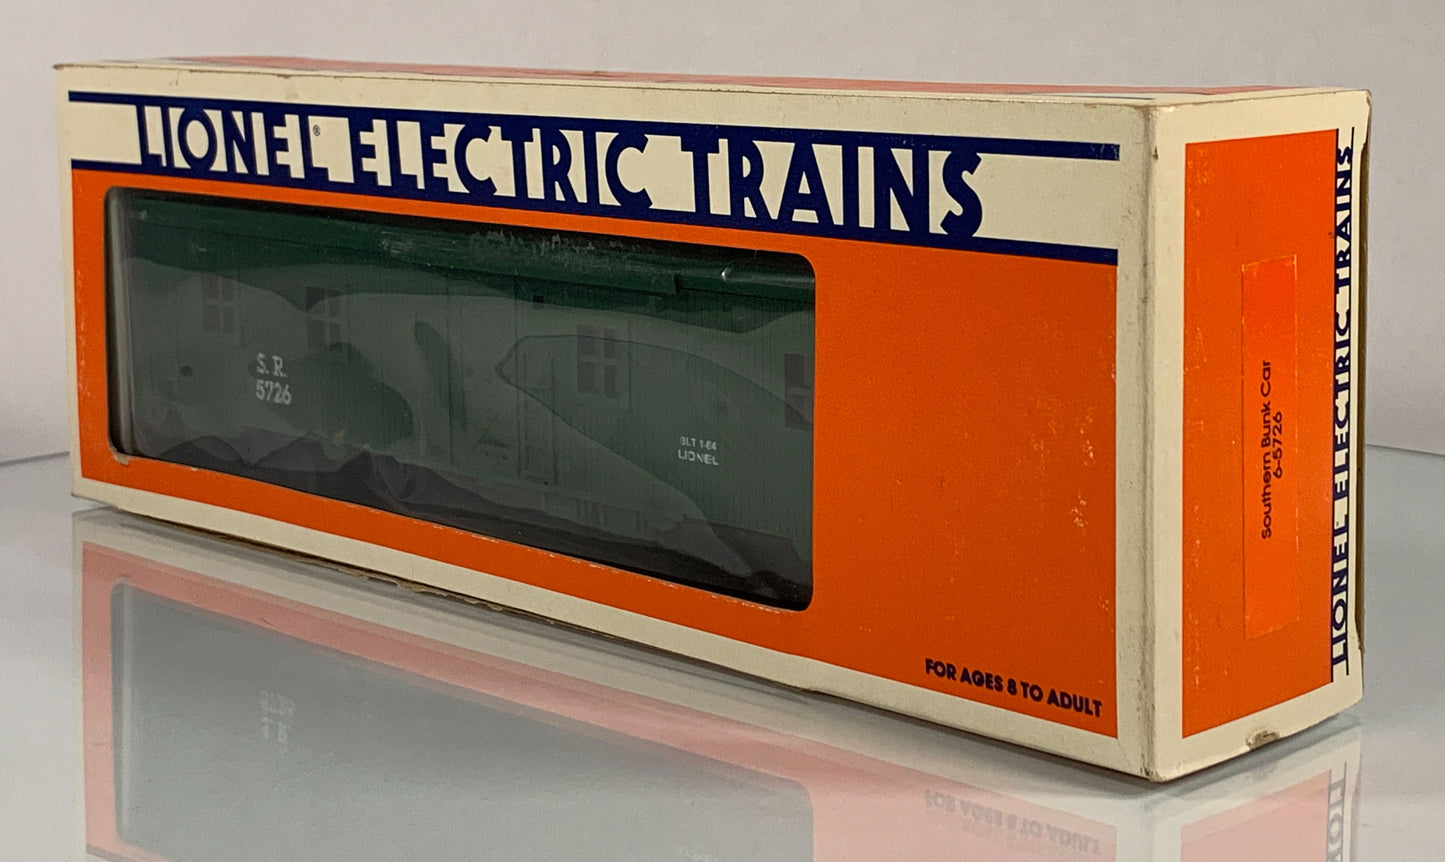 LIONEL® ELECTRIC TRAINS
S. R.
5726
BLT 1-84
LIONEL
FOR AGES 8 TO ADULT
Southern Bunk Car
6-5726
LIONEL ELECTRIC TRAINS